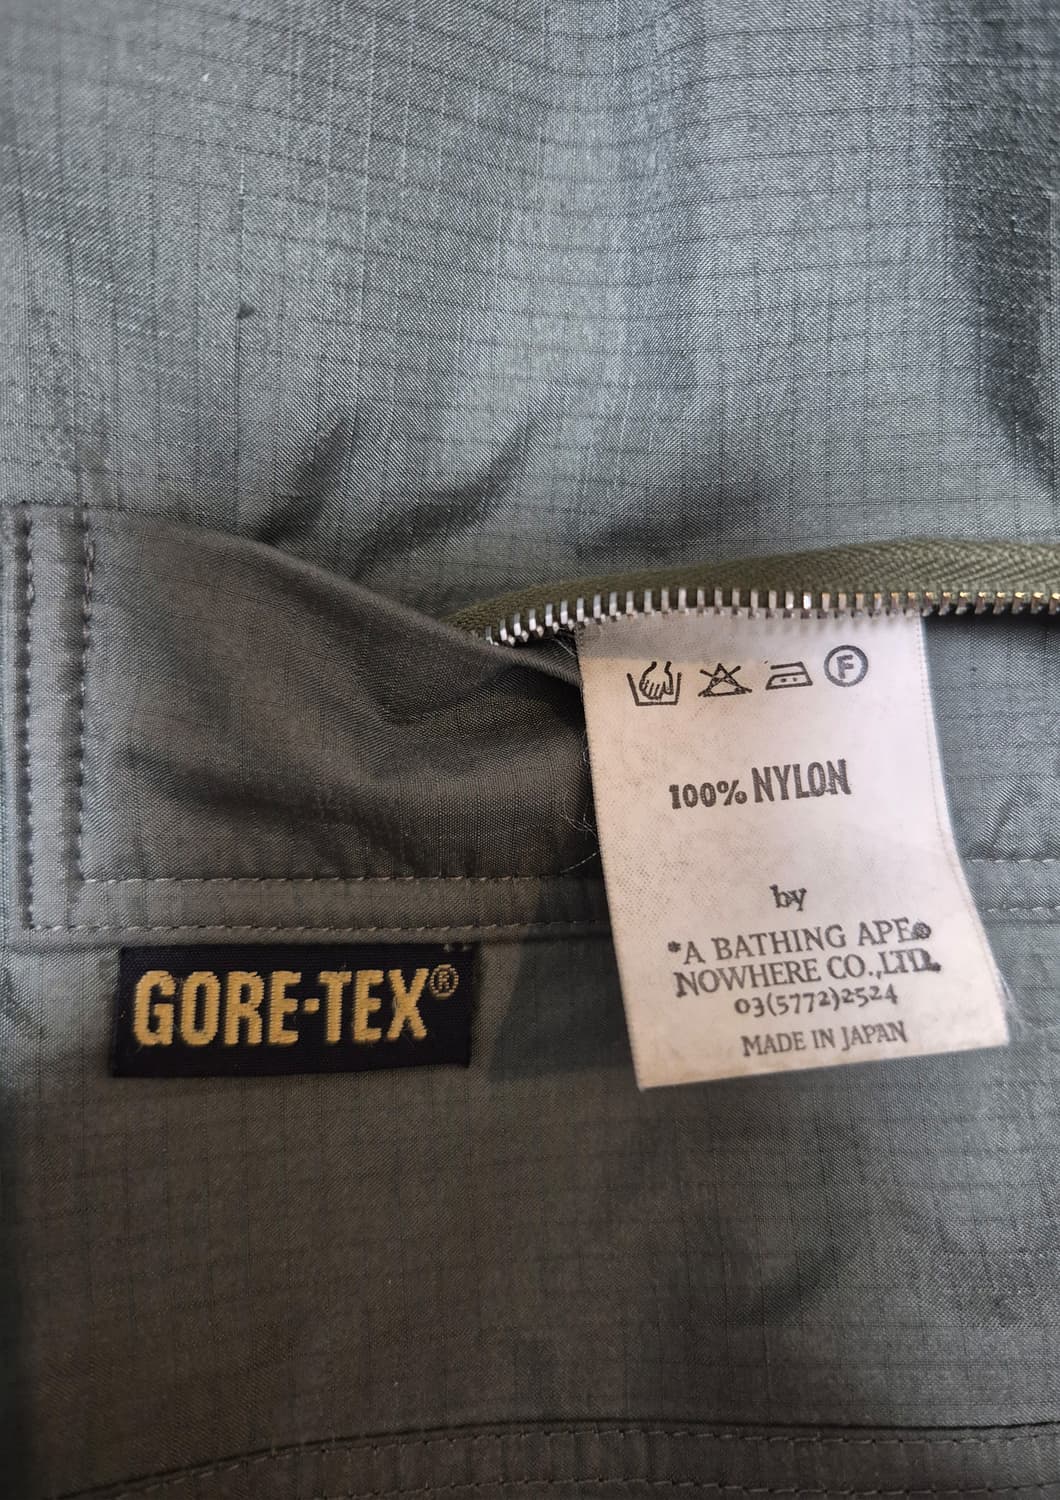 F
100% NYLON
by
*A BATHING APE®
NOWHERE CO.,LTD.
03(5772)2524
MADE IN JAPAN
GORE-TEX®